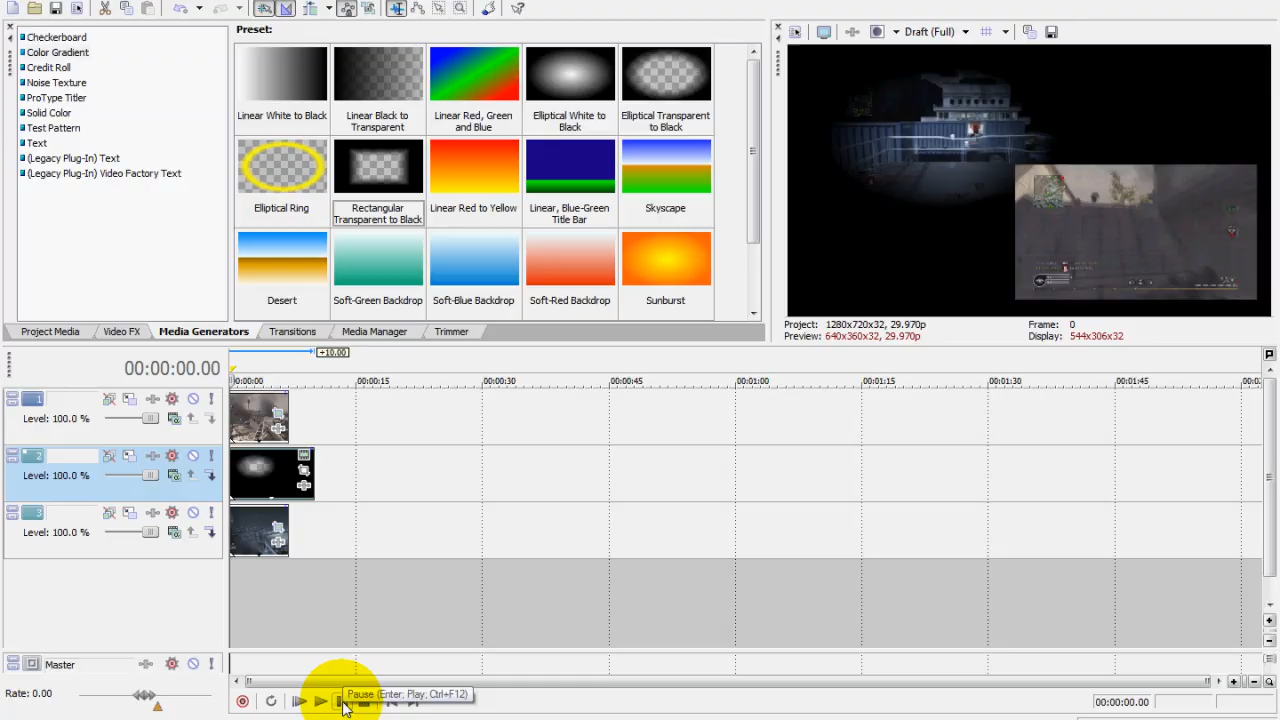 Preset:
Draft (Full)
Checkerboard
Color Gradient
Credit Roll
Noise Texture
ProType Titler
Solid Color
Test Pattern
Text
(Legacy Plug-In) Text
(Legacy Plug-In) Video Factory Text
Linear White to Black
Linear Black to
Transparent
Linear Red, Green
and Blue
Elliptical White to
Black
Elliptical Transparent
to Black
Elliptical Ring
Rectangular
Transparent to Black
Linear Red to Yellow
Linear, Blue-Green
Title Bar
Skyscape
Desert
Soft-Green Backdrop
Soft-Blue Backdrop
Soft-Red Backdrop
Sunburst
Project Media
Video FX
Media Generators
Transitions
Media Manager
Trimmer
Project: 1280x720x32, 29.970p
Preview: 640x360x32, 29.970p
Frame: 0
Display: 544x306x32
00:00:00.00
+10.00
00:00:15
00:00:30
00:00:45
00:01:00
00:01:15
00:01:30
00:01:45
1
Level: 100.0 %
2
Level: 100.0 %
3
Level: 100.0 %
Master
Rate: 0.00
Pause (Enter; Play; Ctrl+F12)
00:00:00.00